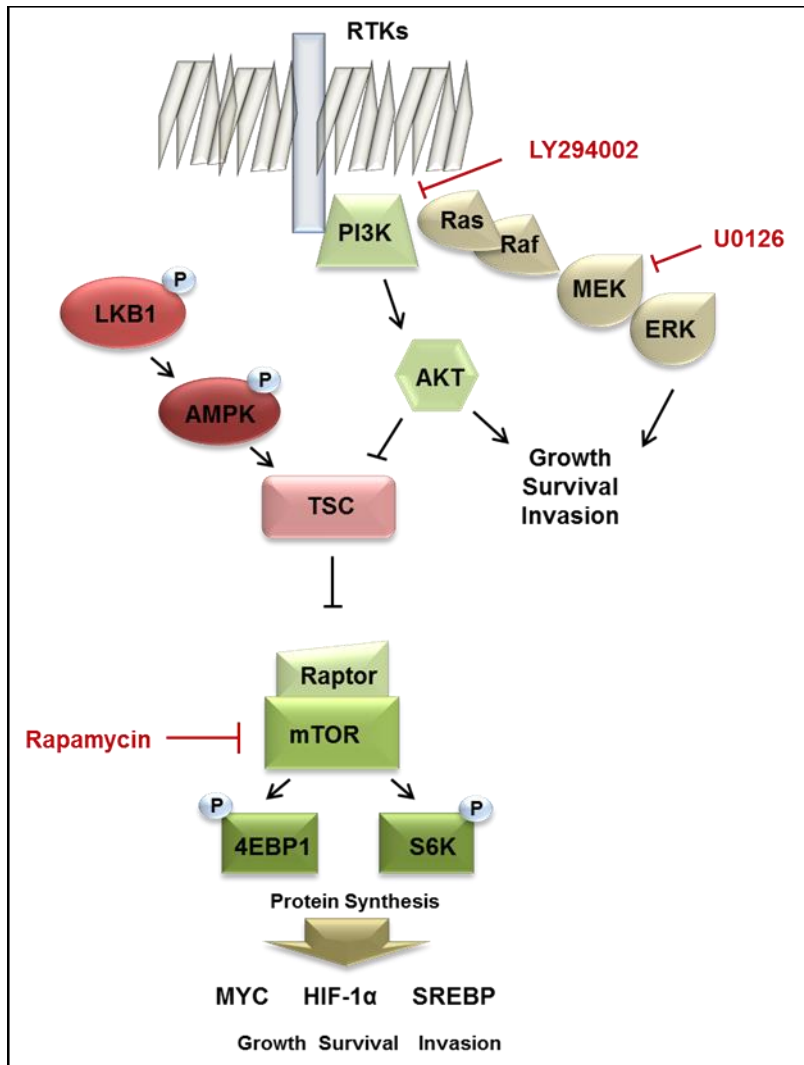 RTKs
LY294002
PI3K
Ras
Raf
U0126
MEK
ERK
P
LKB1
P
AMPK
AKT
TSC
Growth
Survival
Invasion
Raptor
mTOR
Rapamycin
P
4EBP1
P
S6K
Protein Synthesis
MYC HIF-1α SREBP
Growth Survival Invasion